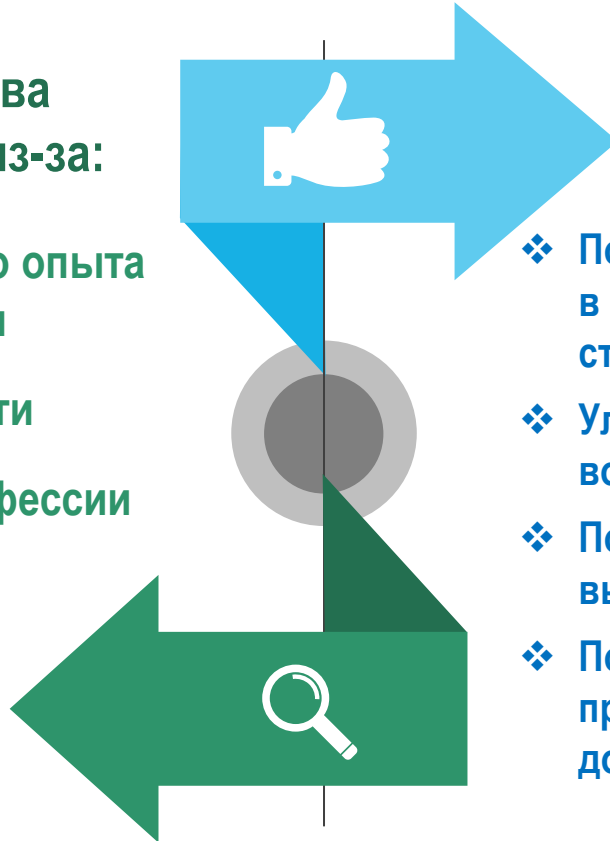 ва
из-за:
о опыта
и
ти
фессии
По
в
ст
Ул
во
По
вы
По
пр
до